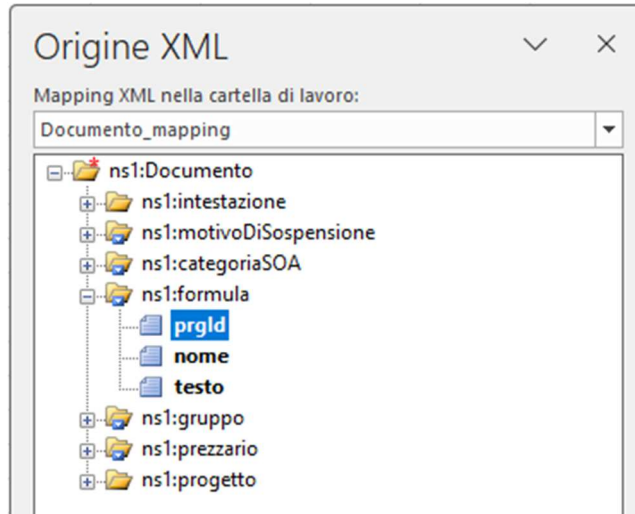 Origine XML
Mapping XML nella cartella di lavoro:
Documento_mapping
ns1:Documento
ns1:intestazione
ns1:motivoDiSospensione
ns1:categoriaSOA
ns1:formula
prgId
nome
testo
ns1:gruppo
ns1:prezzario
ns1:progetto